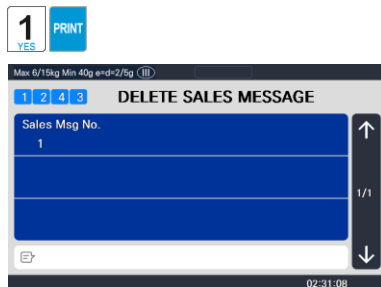 1
YES
PRINT
Max 6/15kg Min 40g e=d=2/5g (III)
1 2 4 3 DELETE SALES MESSAGE
Sales Msg No.
1
1/1
02:31:08